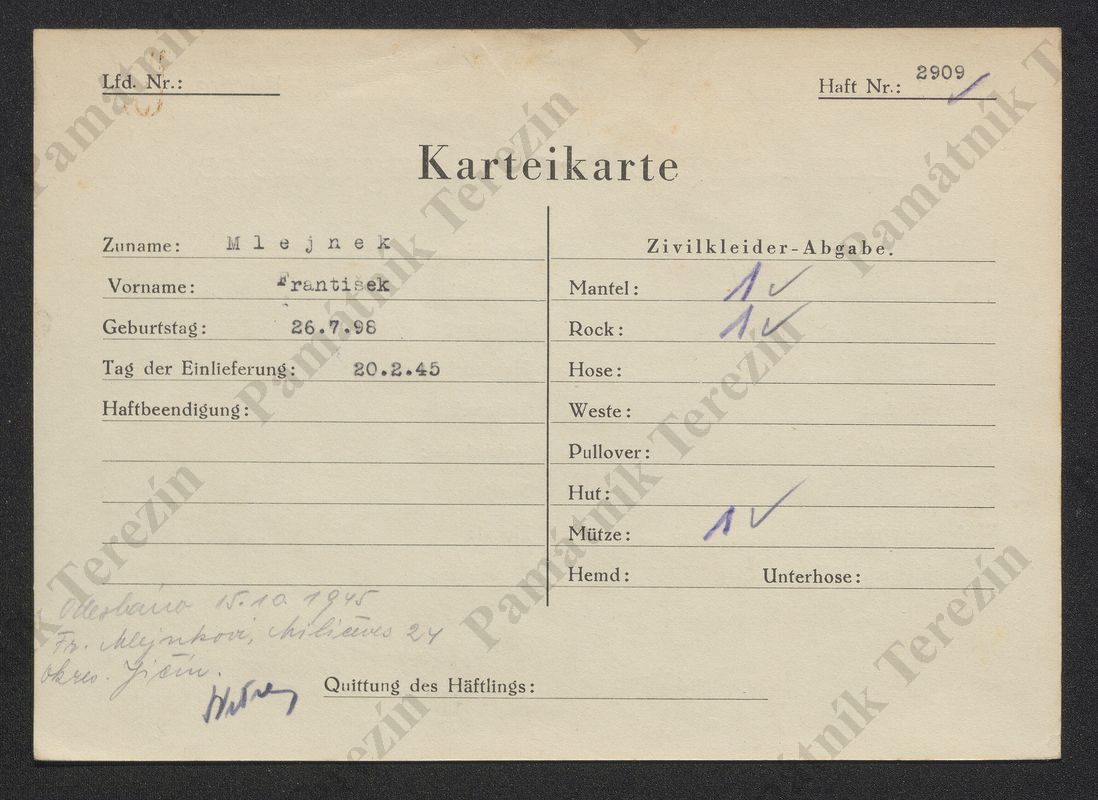 Lfd. Nr.:
Haft Nr.: 2909
Karteikarte
Zuname: Mlejnek
Vorname: František
Geburtstag: 26.7.98
Tag der Einlieferung: 20.2.45
Haftbeendigung:
Zivilkleider-Abgabe.
Mantel: 1 ✓
Rock: 1 ✓
Hose:
Weste:
Pullover:
Hut:
Mütze: 1 ✓
Hemd: Unterhose:
Odesláno 15.10.1945
Fr. Mlejnkovi, Miličeves 24
okres. Jičín.
Quittung des Häftlings:
Památník Terezín